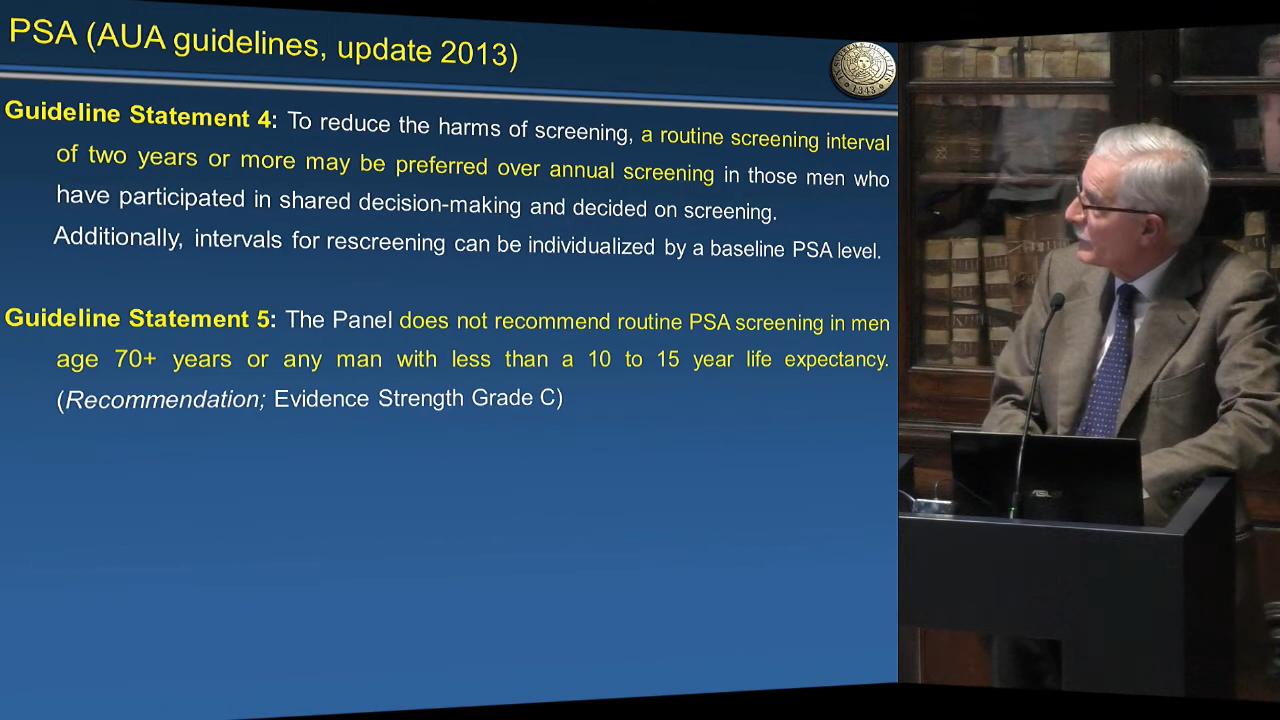 PSA (AUA guidelines, update 2013)
Guideline Statement 4: To reduce the harms of screening, a routine screening interval
of two years or more may be preferred over annual screening in those men who
have participated in shared decision-making and decided on screening.
Additionally, intervals for rescreening can be individualized by a baseline PSA level.
Guideline Statement 5: The Panel does not recommend routine PSA screening in men
age 70+ years or any man with less than a 10 to 15 year life expectancy.
(Recommendation; Evidence Strength Grade C)
1343
ASUS